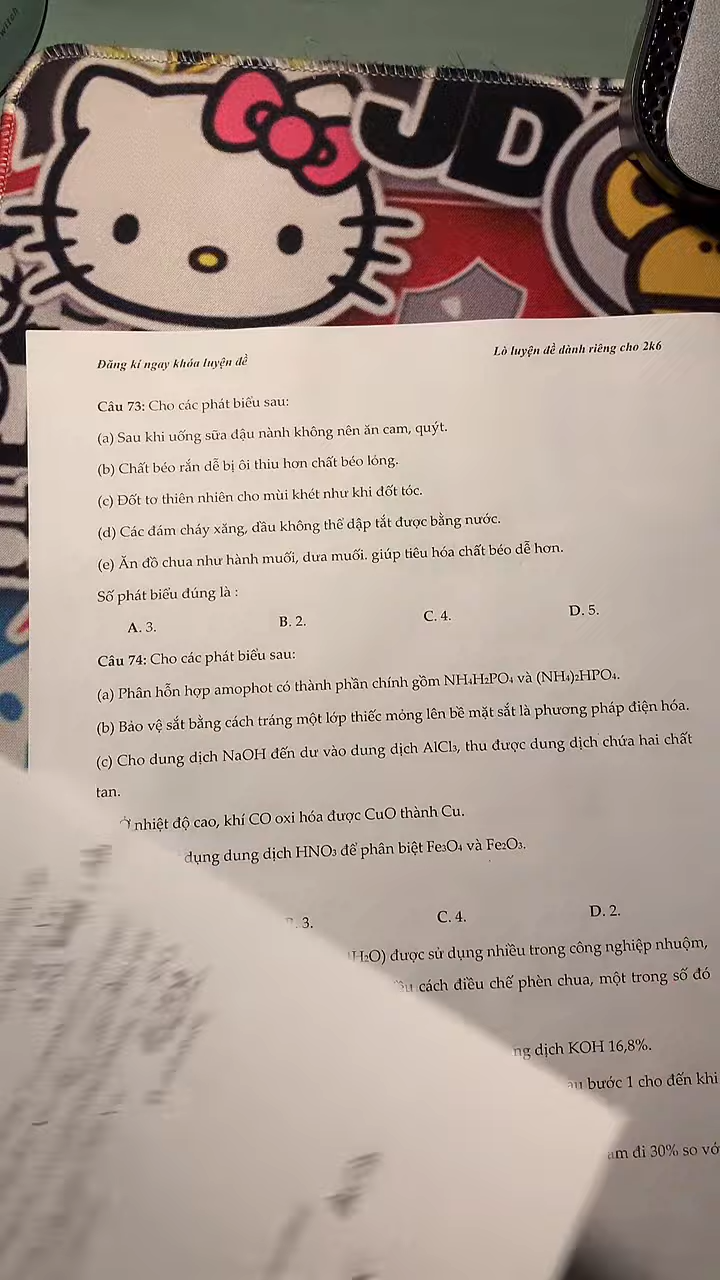 witch
JD
Đăng kí ngay khóa luyện đề
Lò luyện đề dành riêng cho 2k6
Câu 73: Cho các phát biểu sau:
(a) Sau khi uống sữa đậu nành không nên ăn cam, quýt.
(b) Chất béo rắn dễ bị ôi thiu hơn chất béo lỏng.
(c) Đốt tơ thiên nhiên cho mùi khét như khi đốt tóc.
(d) Các đám cháy xăng, dầu không thể dập tắt được bằng nước.
(e) Ăn đồ chua như hành muối, dưa muối. giúp tiêu hóa chất béo dễ hơn.
Số phát biểu đúng là :
A. 3. B. 2. C. 4. D. 5.
Câu 74: Cho các phát biểu sau:
(a) Phân hỗn hợp amophot có thành phần chính gồm NH₄H₂PO₄ và (NH₄)₂HPO₄.
(b) Bảo vệ sắt bằng cách tráng một lớp thiếc mỏng lên bề mặt sắt là phương pháp điện hóa.
(c) Cho dung dịch NaOH đến dư vào dung dịch AlCl₃, thu được dung dịch chứa hai chất
tan.
nhiệt độ cao, khí CO oxi hóa được CuO thành Cu.
dụng dung dịch HNO₃ để phân biệt Fe₃O₄ và Fe₂O₃.
3. C. 4. D. 2.
H₂O) được sử dụng nhiều trong công nghiệp nhuộm,
cách điều chế phèn chua, một trong số đó
ng dịch KOH 16,8%.
bước 1 cho đến khi
đi 30% so vớ